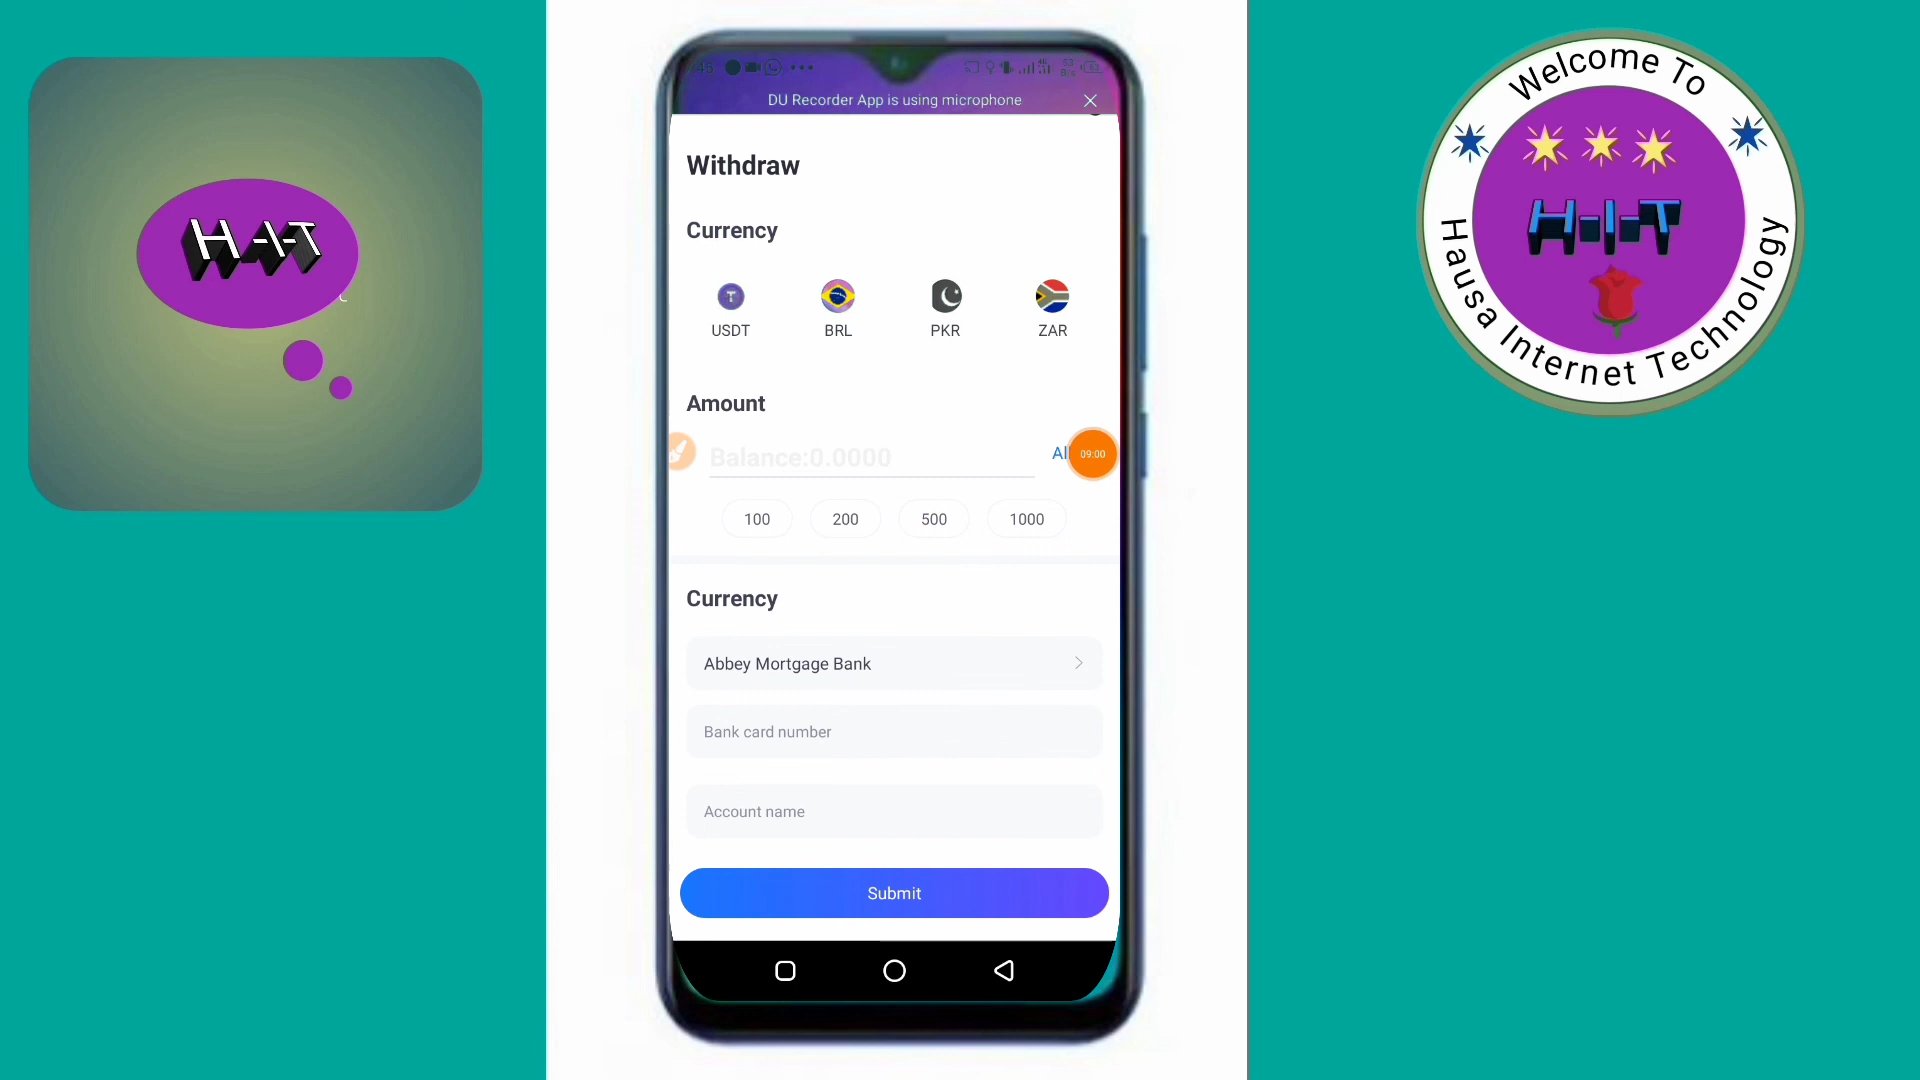 H-I-T
DU Recorder App is using microphone
Withdraw
Currency
USDT BRL PKR ZAR
Amount
Balance:0.0000
All
09:00
100 200 500 1000
Currency
Abbey Mortgage Bank
Bank card number
Account name
Submit
Welcome To
H-I-T
Hausa Internet Technology